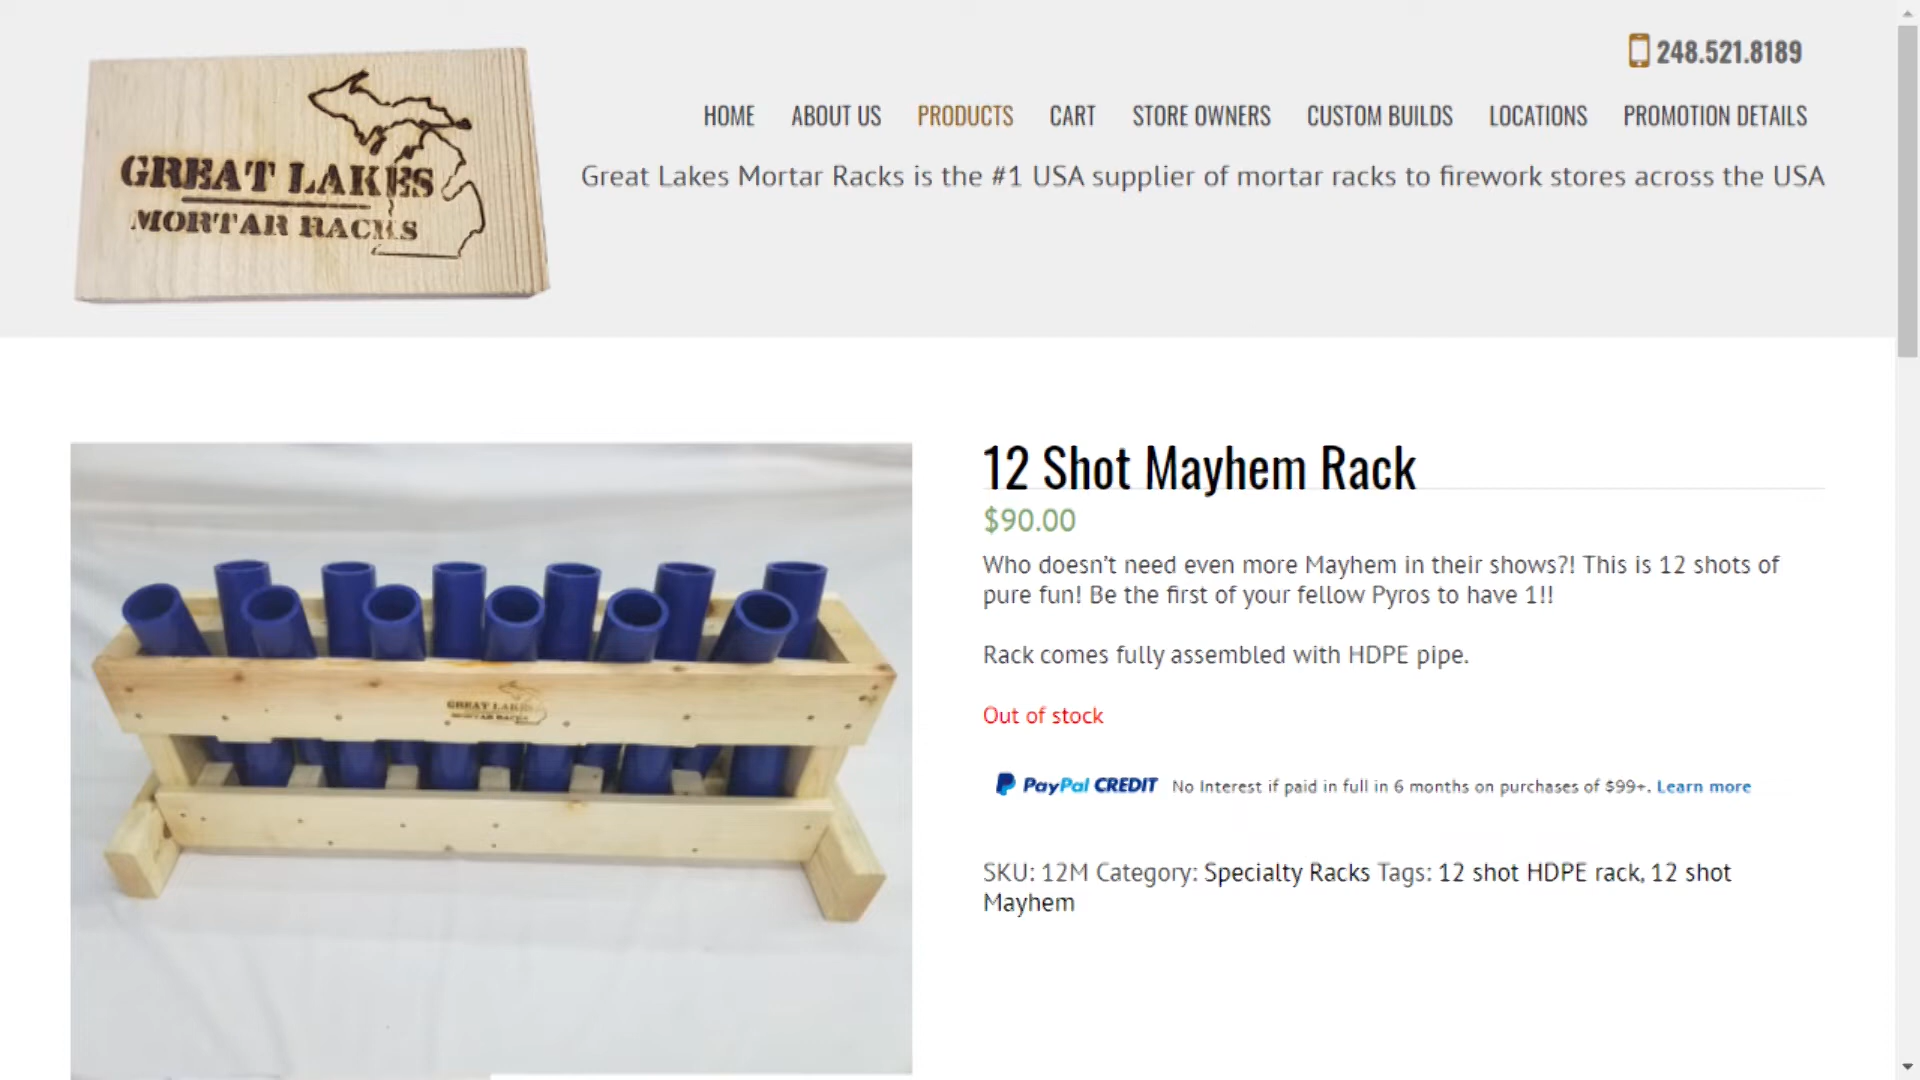 248.521.8189
HOME ABOUT US PRODUCTS CART STORE OWNERS CUSTOM BUILDS LOCATIONS PROMOTION DETAILS
Great Lakes Mortar Racks is the #1 USA supplier of mortar racks to firework stores across the USA
GREAT LAKES
MORTAR RACKS
12 Shot Mayhem Rack
$90.00
Who doesn’t need even more Mayhem in their shows?! This is 12 shots of
pure fun! Be the first of your fellow Pyros to have 1!!
Rack comes fully assembled with HDPE pipe.
Out of stock
PayPal CREDIT No Interest if paid in full in 6 months on purchases of $99+. Learn more
SKU: 12M Category: Specialty Racks Tags: 12 shot HDPE rack, 12 shot
Mayhem
GREAT LAKES
MORTAR RACKS